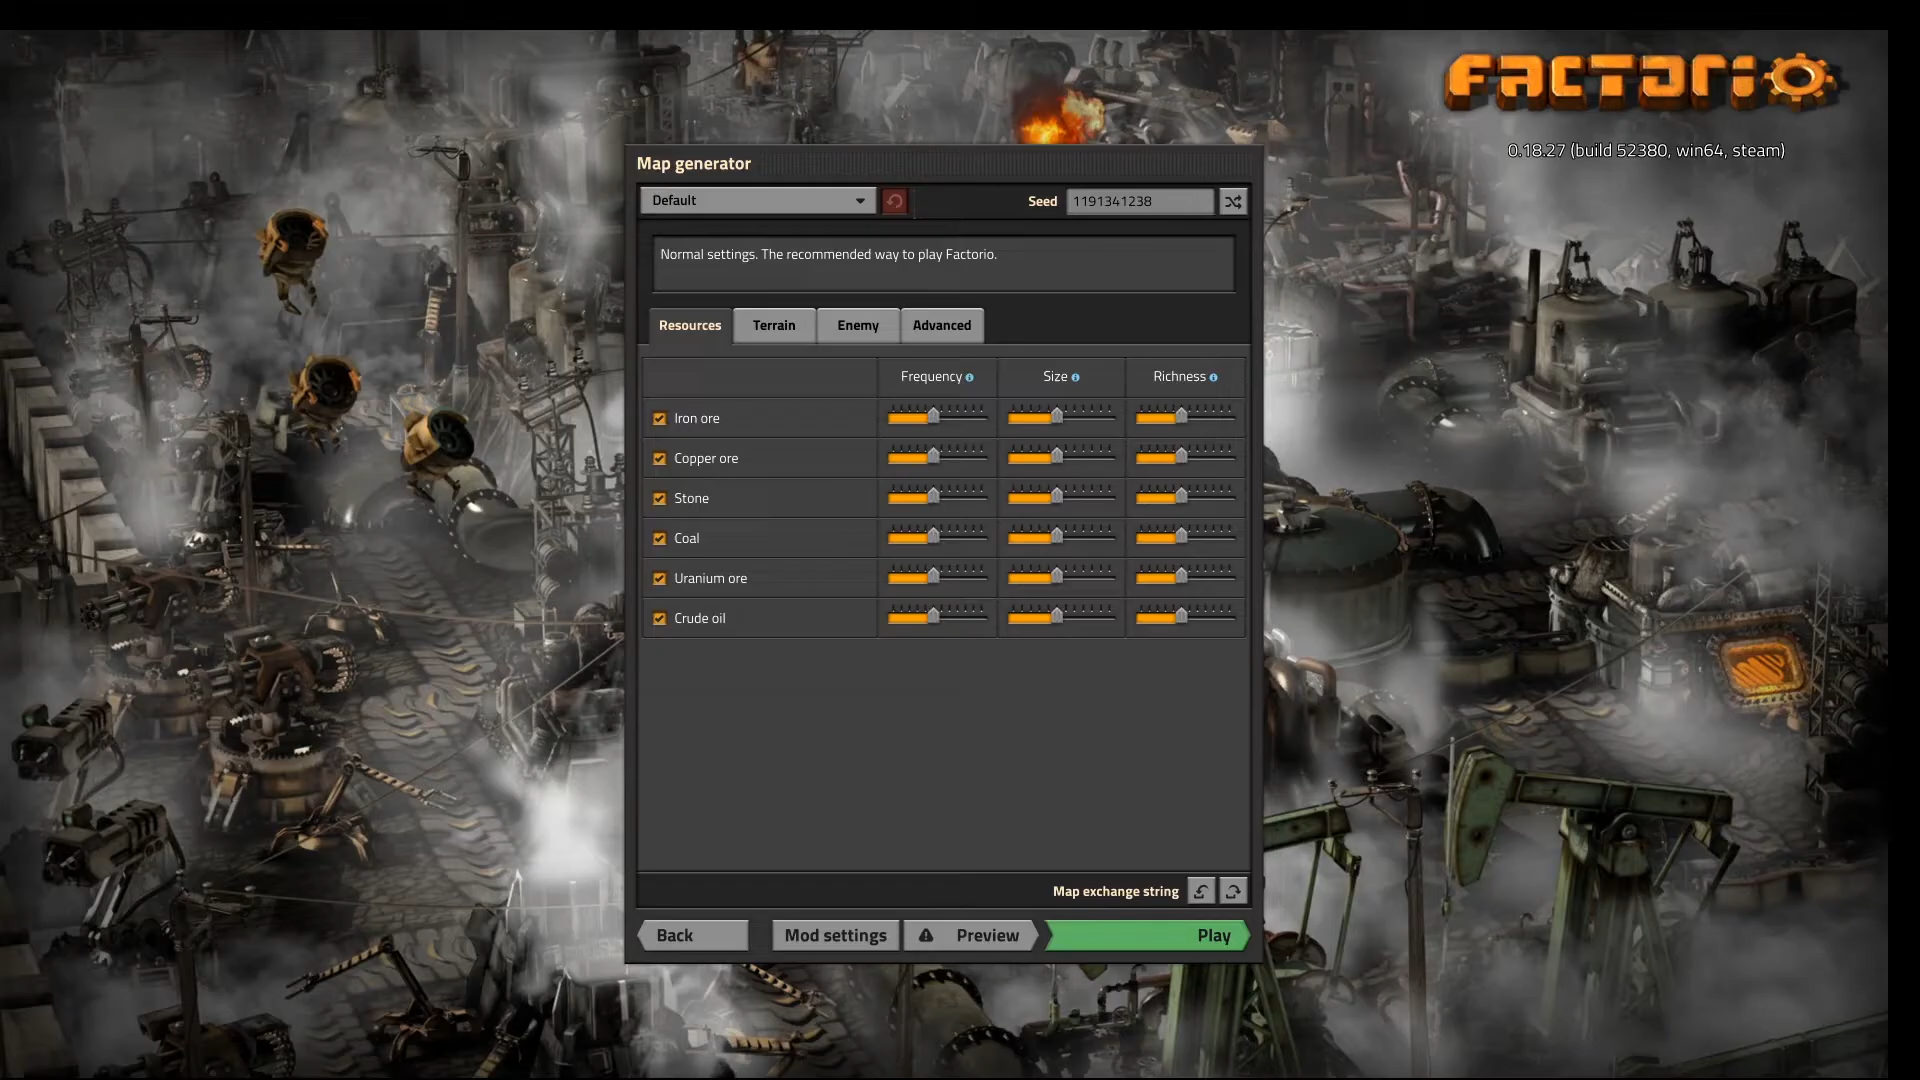 FACTORIO
0.18.27 (build 52380, win64, steam)
Map generator
Default
Seed 1191341238
Normal settings. The recommended way to play Factorio.
Resources Terrain Enemy Advanced
Frequency Size Richness
Iron ore
Copper ore
Stone
Coal
Uranium ore
Crude oil
Map exchange string
Back Mod settings Preview Play